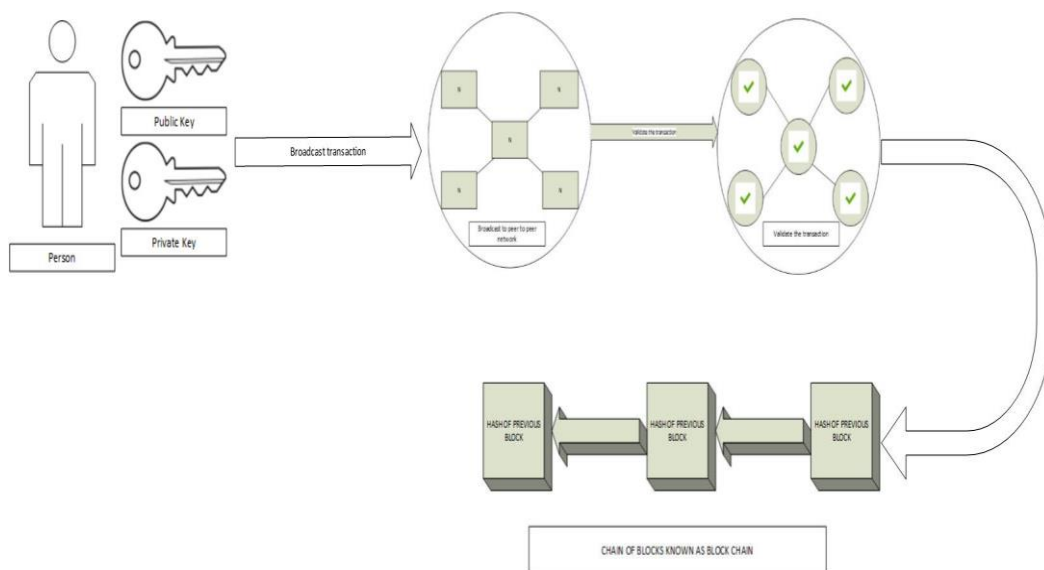 Public Key
Private Key
Person
Broadcast transaction
N
N
N
N
N
Broadcast to peer to peer
network
Validate the transaction
Validate the transaction
HASH OF PREVIOUS
BLOCK
HASH OF PREVIOUS
BLOCK
HASH OF PREVIOUS
BLOCK
CHAIN OF BLOCKS KNOWN AS BLOCK CHAIN